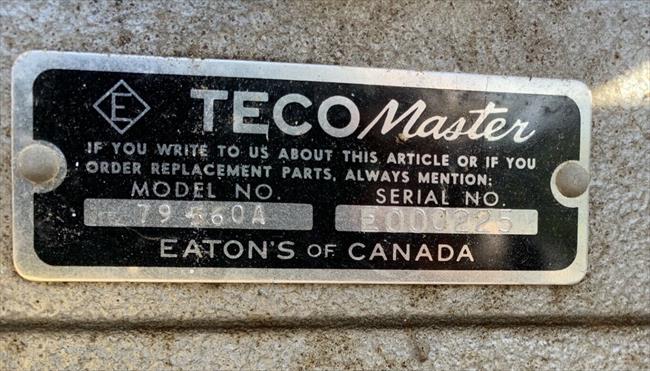 E TECO Master
IF YOU WRITE TO US ABOUT THIS ARTICLE OR IF YOU
ORDER REPLACEMENT PARTS, ALWAYS MENTION:
MODEL NO. SERIAL NO.
EATON'S OF CANADA